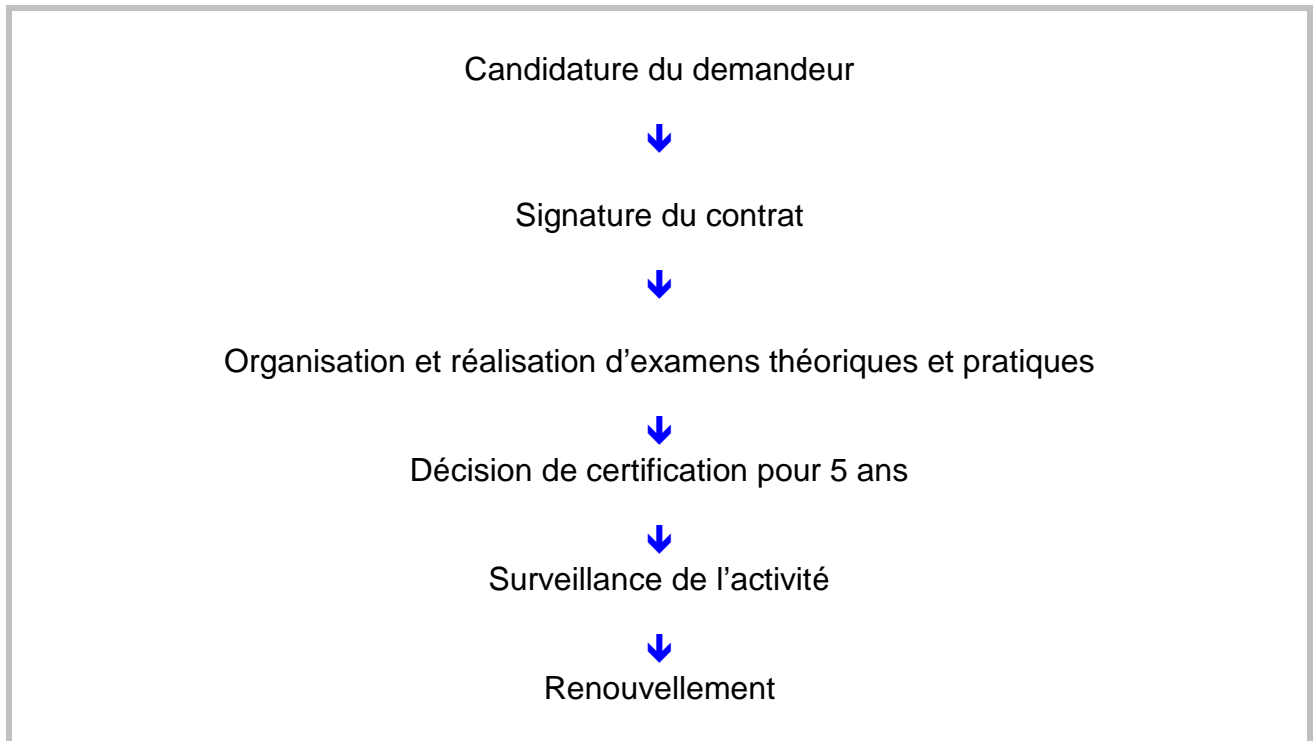 Candidature du demandeur
Signature du contrat
Organisation et réalisation d’examens théoriques et pratiques
Décision de certification pour 5 ans
Surveillance de l’activité
Renouvellement